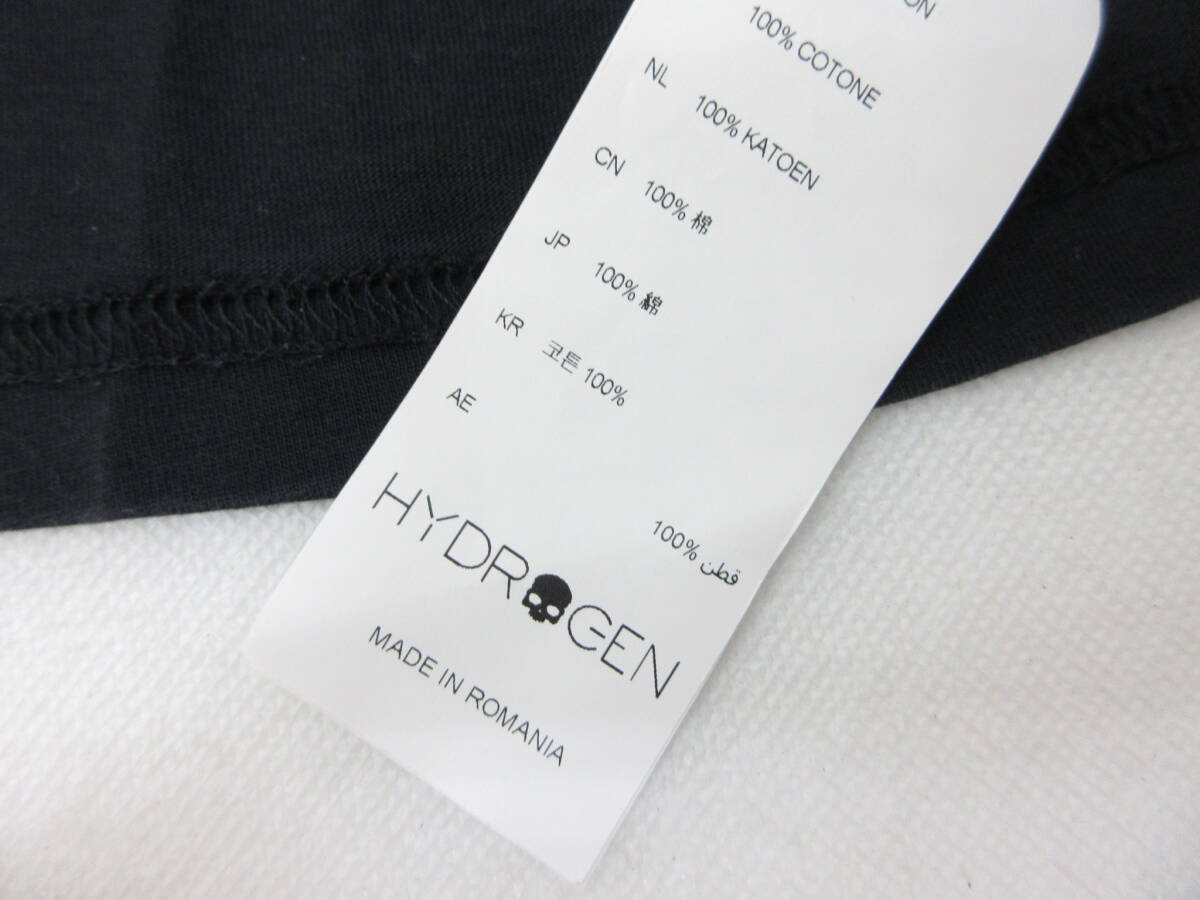 100% COTONE
NL 100% KATOEN
CN 100% 棉
JP 100% 綿
KR 코튼 100%
AE
100% قطن
HYDROGEN
MADE IN ROMANIA